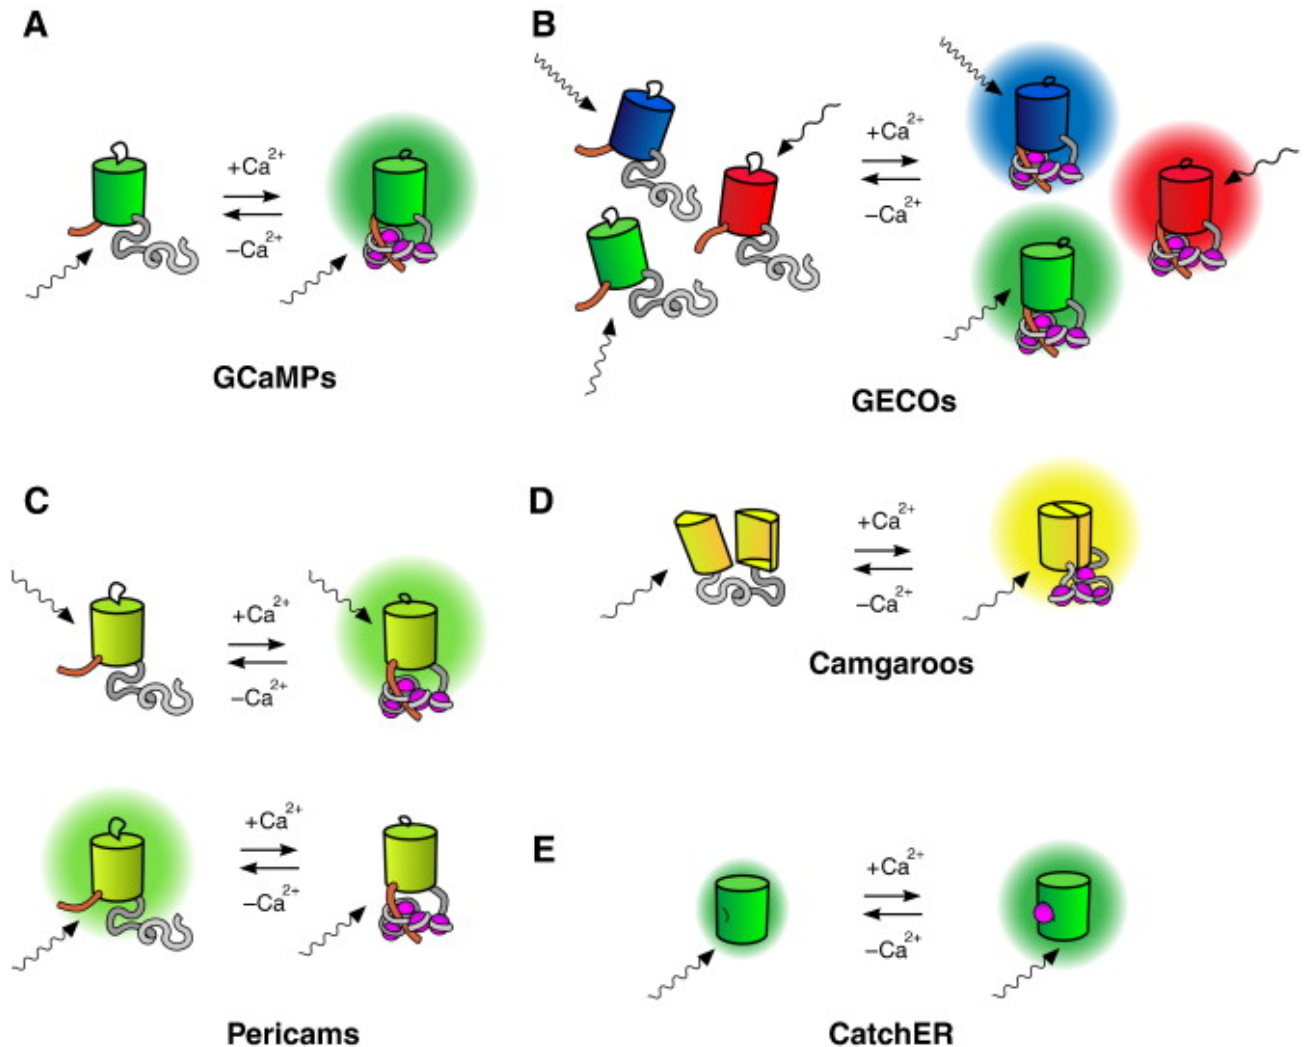 A
+Ca²⁺
–Ca²⁺
GCaMPs
B
+Ca²⁺
–Ca²⁺
GECOs
C
+Ca²⁺
–Ca²⁺
+Ca²⁺
–Ca²⁺
Pericams
D
+Ca²⁺
–Ca²⁺
Camgaroos
E
+Ca²⁺
–Ca²⁺
CatchER